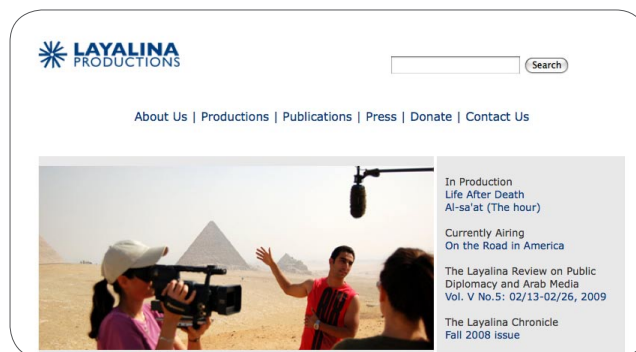 LAYALINA
PRODUCTIONS
Search
About Us | Productions | Publications | Press | Donate | Contact Us
In Production
Life After Death
Al-sa'at (The hour)
Currently Airing
On the Road in America
The Layalina Review on Public
Diplomacy and Arab Media
Vol. V No.5: 02/13-02/26, 2009
The Layalina Chronicle
Fall 2008 issue